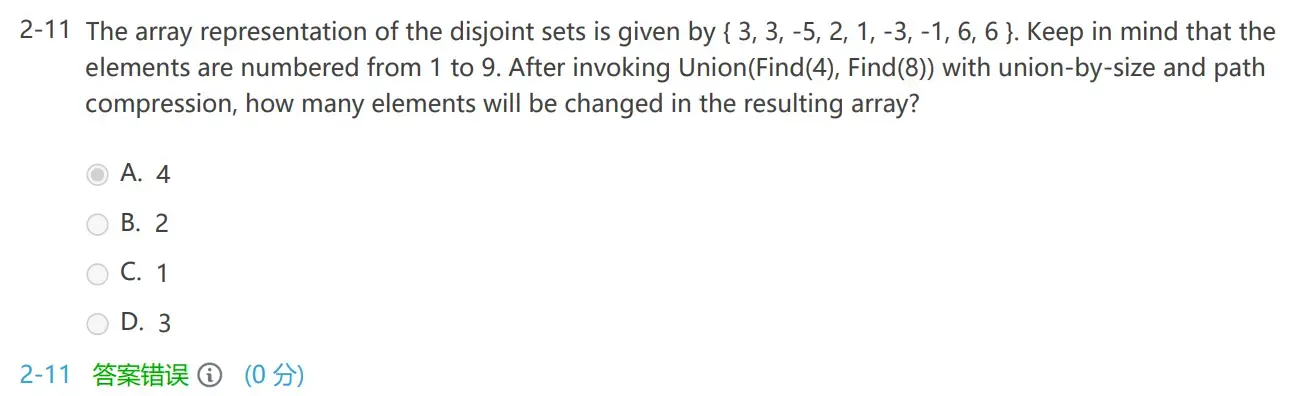 2-11 The array representation of the disjoint sets is given by { 3, 3, -5, 2, 1, -3, -1, 6, 6 }. Keep in mind that the
elements are numbered from 1 to 9. After invoking Union(Find(4), Find(8)) with union-by-size and path
compression, how many elements will be changed in the resulting array?
A. 4
B. 2
C. 1
D. 3
2-11 答案错误 (0 分)